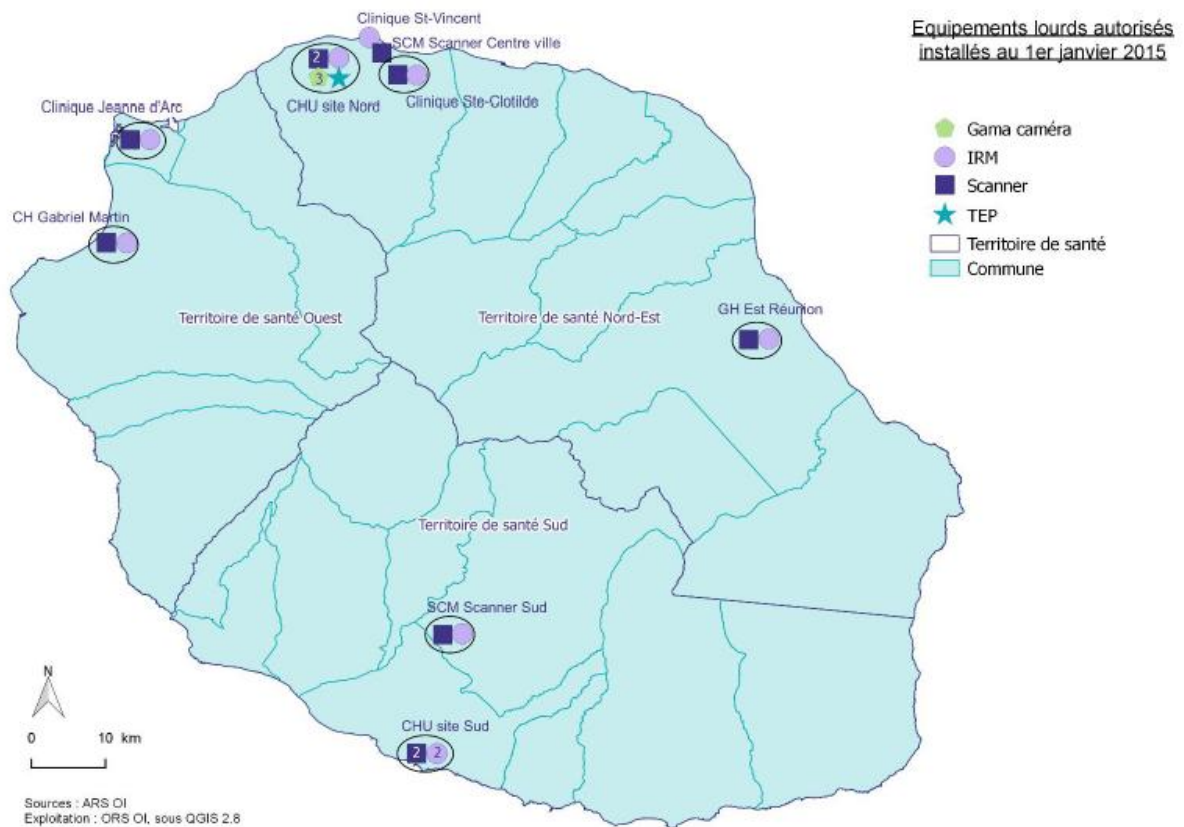 Equipements lourds autorisés
installés au 1er janvier 2015
Gama caméra
IRM
Scanner
TEP
Territoire de santé
Commune
Clinique St-Vincent
SCM Scanner Centre ville
2
3
CHU site Nord
Clinique Ste-Clotilde
Clinique Jeanne d'Arc
CH Gabriel Martin
Territoire de santé Ouest
Territoire de santé Nord-Est
GH Est Réunion
Territoire de santé Sud
SCM Scanner Sud
CHU site Sud
2 2
N
0 10 km
Sources : ARS OI
Exploitation : ORS OI, sous QGIS 2.8